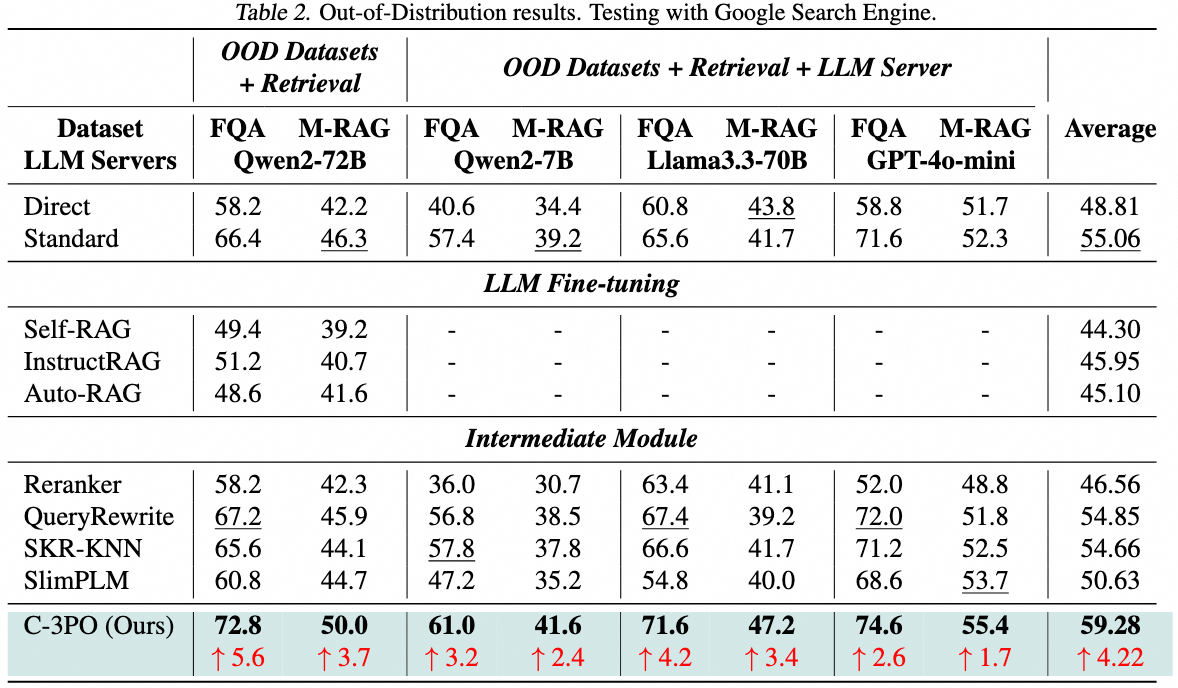 Table 2. Out-of-Distribution results. Testing with Google Search Engine.
OOD Datasets + Retrieval OOD Datasets + Retrieval + LLM Server
Dataset FQA M-RAG FQA M-RAG FQA M-RAG FQA M-RAG Average
LLM Servers Qwen2-72B Qwen2-7B Llama3.3-70B GPT-4o-mini
Direct 58.2 42.2 40.6 34.4 60.8 43.8 58.8 51.7 48.81
Standard 66.4 46.3 57.4 39.2 65.6 41.7 71.6 52.3 55.06
LLM Fine-tuning
Self-RAG 49.4 39.2 - - - - - - 44.30
InstructRAG 51.2 40.7 - - - - - - 45.95
Auto-RAG 48.6 41.6 - - - - - - 45.10
Intermediate Module
Reranker 58.2 42.3 36.0 30.7 63.4 41.1 52.0 48.8 46.56
QueryRewrite 67.2 45.9 56.8 38.5 67.4 39.2 72.0 51.8 54.85
SKR-KNN 65.6 44.1 57.8 37.8 66.6 41.7 71.2 52.5 54.66
SlimPLM 60.8 44.7 47.2 35.2 54.8 40.0 68.6 53.7 50.63
C-3PO (Ours) 72.8 50.0 61.0 41.6 71.6 47.2 74.6 55.4 59.28
↑ 5.6 ↑ 3.7 ↑ 3.2 ↑ 2.4 ↑ 4.2 ↑ 3.4 ↑ 2.6 ↑ 1.7 ↑ 4.22